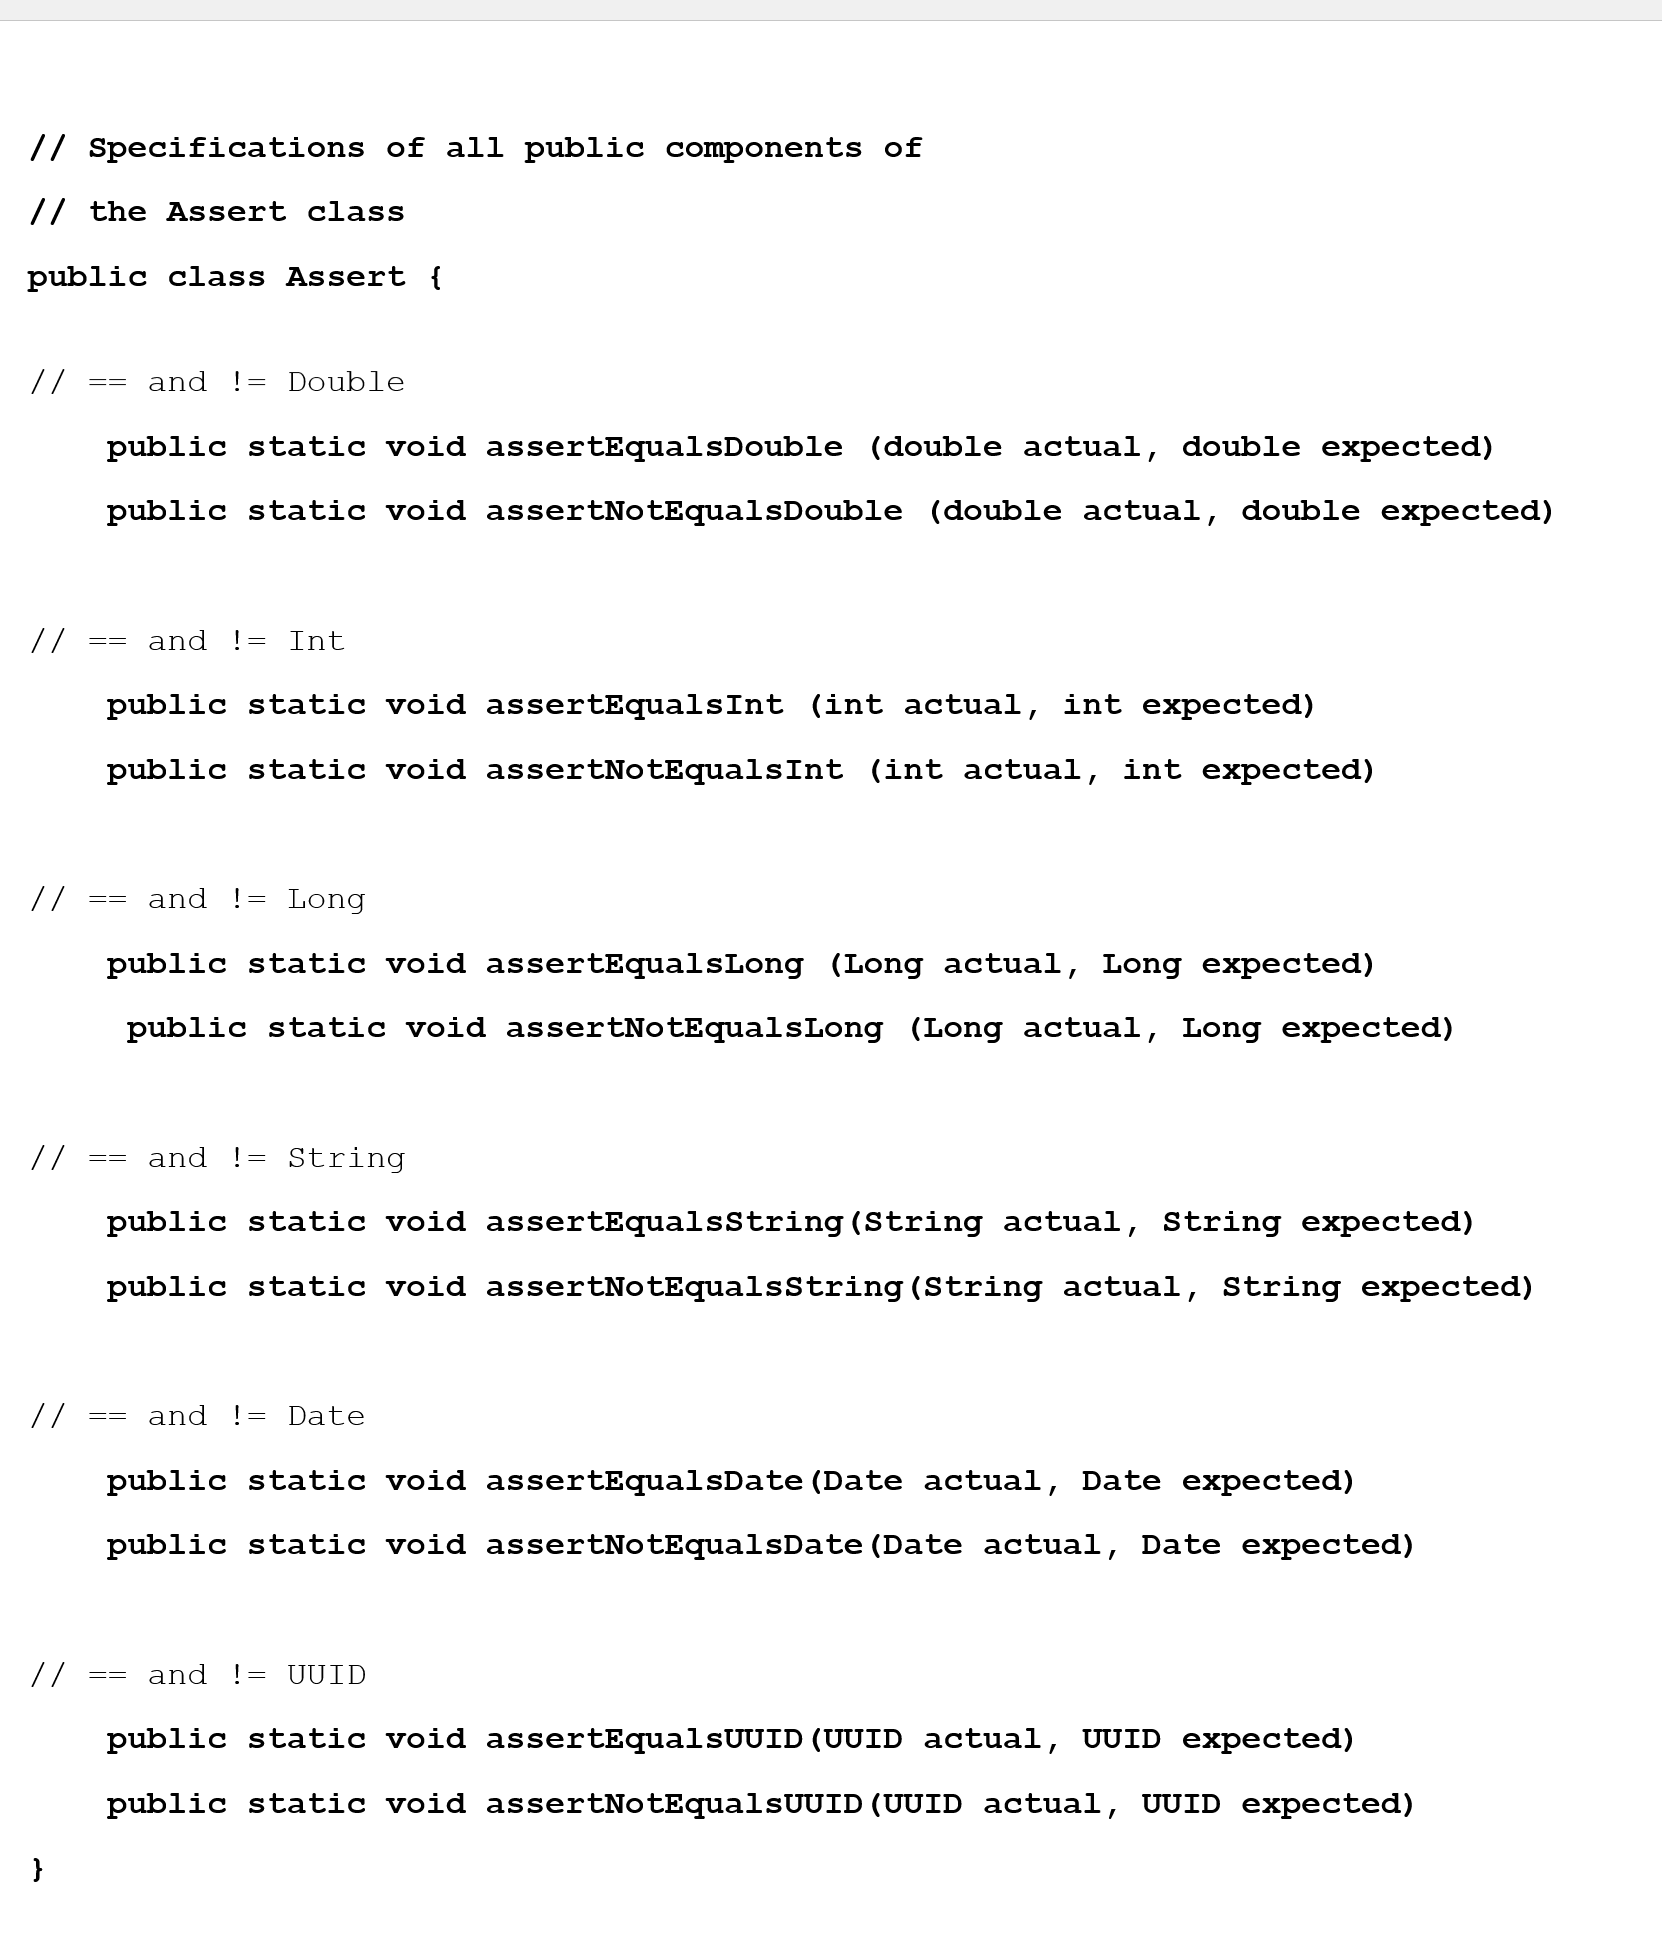 // Specifications of all public components of
// the Assert class
public class Assert {
// == and != Double
public static void assertEqualsDouble (double actual, double expected)
public static void assertNotEqualsDouble (double actual, double expected)
// == and != Int
public static void assertEqualsInt (int actual, int expected)
public static void assertNotEqualsInt (int actual, int expected)
// == and != Long
public static void assertEqualsLong (Long actual, Long expected)
public static void assertNotEqualsLong (Long actual, Long expected)
// == and != String
public static void assertEqualsString(String actual, String expected)
public static void assertNotEqualsString(String actual, String expected)
// == and != Date
public static void assertEqualsDate(Date actual, Date expected)
public static void assertNotEqualsDate(Date actual, Date expected)
// == and != UUID
public static void assertEqualsUUID(UUID actual, UUID expected)
public static void assertNotEqualsUUID(UUID actual, UUID expected)
}